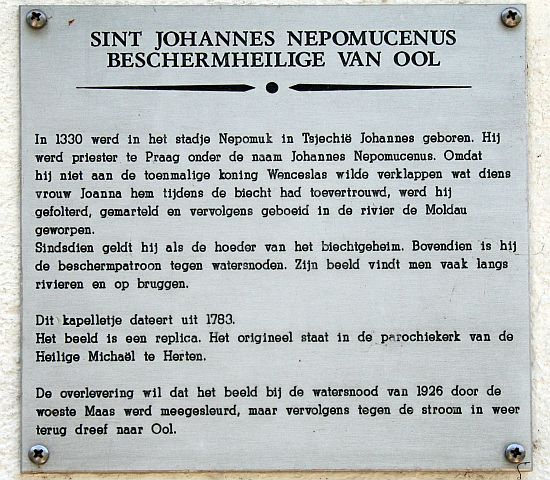 SINT JOHANNES NEPOMUCENUS
BESCHERMHEILIGE VAN OOL
In 1330 werd in het stadje Nepomuk in Tsjechië Johannes geboren. Hij
werd priester te Praag onder de naam Johannes Nepomucenus. Omdat
hij niet aan de toenmalige koning Wenceslas wilde verklappen wat diens
vrouw Joanna hem tijdens de biecht had toevertrouwd, werd hij
gefolterd, gemarteld en vervolgens geboeid in de rivier de Moldau
geworpen.
Sindsdien geldt hij als de hoeder van het biechtgeheim. Bovendien is hij
de beschermpatroon tegen watersnoden. Zijn beeld vindt men vaak langs
rivieren en op bruggen.
Dit kapelletje dateert uit 1783.
Het beeld is een replica. Het origineel staat in de parochiekerk van de
Heilige Michaël te Herten.
De overlevering wil dat het beeld bij de watersnood van 1926 door de
woeste Maas werd meegesleurd, maar vervolgens tegen de stroom in weer
terug dreef naar Ool.